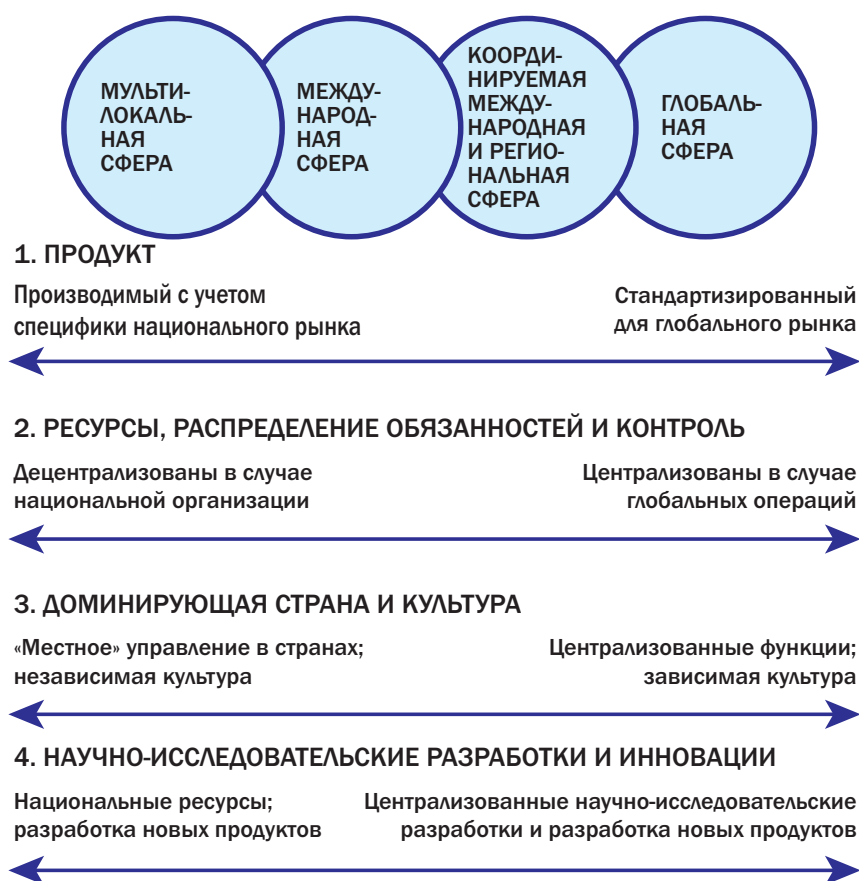 МУЛЬТИ-
ЛОКАЛЬ-
НАЯ
СФЕРА
МЕЖДУ-
НАРОД-
НАЯ
СФЕРА
КООРДИ-
НИРУЕМАЯ
МЕЖДУ-
НАРОДНАЯ
И РЕГИО-
НАЛЬНАЯ
СФЕРА
ГЛОБАЛЬ-
НАЯ
СФЕРА
1. ПРОДУКТ
Производимый с учетом
специфики национального рынка
Стандартизированный
для глобального рынка
2. РЕСУРСЫ, РАСПРЕДЕЛЕНИЕ ОБЯЗАННОСТЕЙ И КОНТРОЛЬ
Децентрализованы в случае
национальной организации
Централизованы в случае
глобальных операций
3. ДОМИНИРУЮЩАЯ СТРАНА И КУЛЬТУРА
«Местное» управление в странах;
независимая культура
Централизованные функции;
зависимая культура
4. НАУЧНО-ИССЛЕДОВАТЕЛЬСКИЕ РАЗРАБОТКИ И ИННОВАЦИИ
Национальные ресурсы;
разработка новых продуктов
Централизованные научно-исследовательские
разработки и разработка новых продуктов